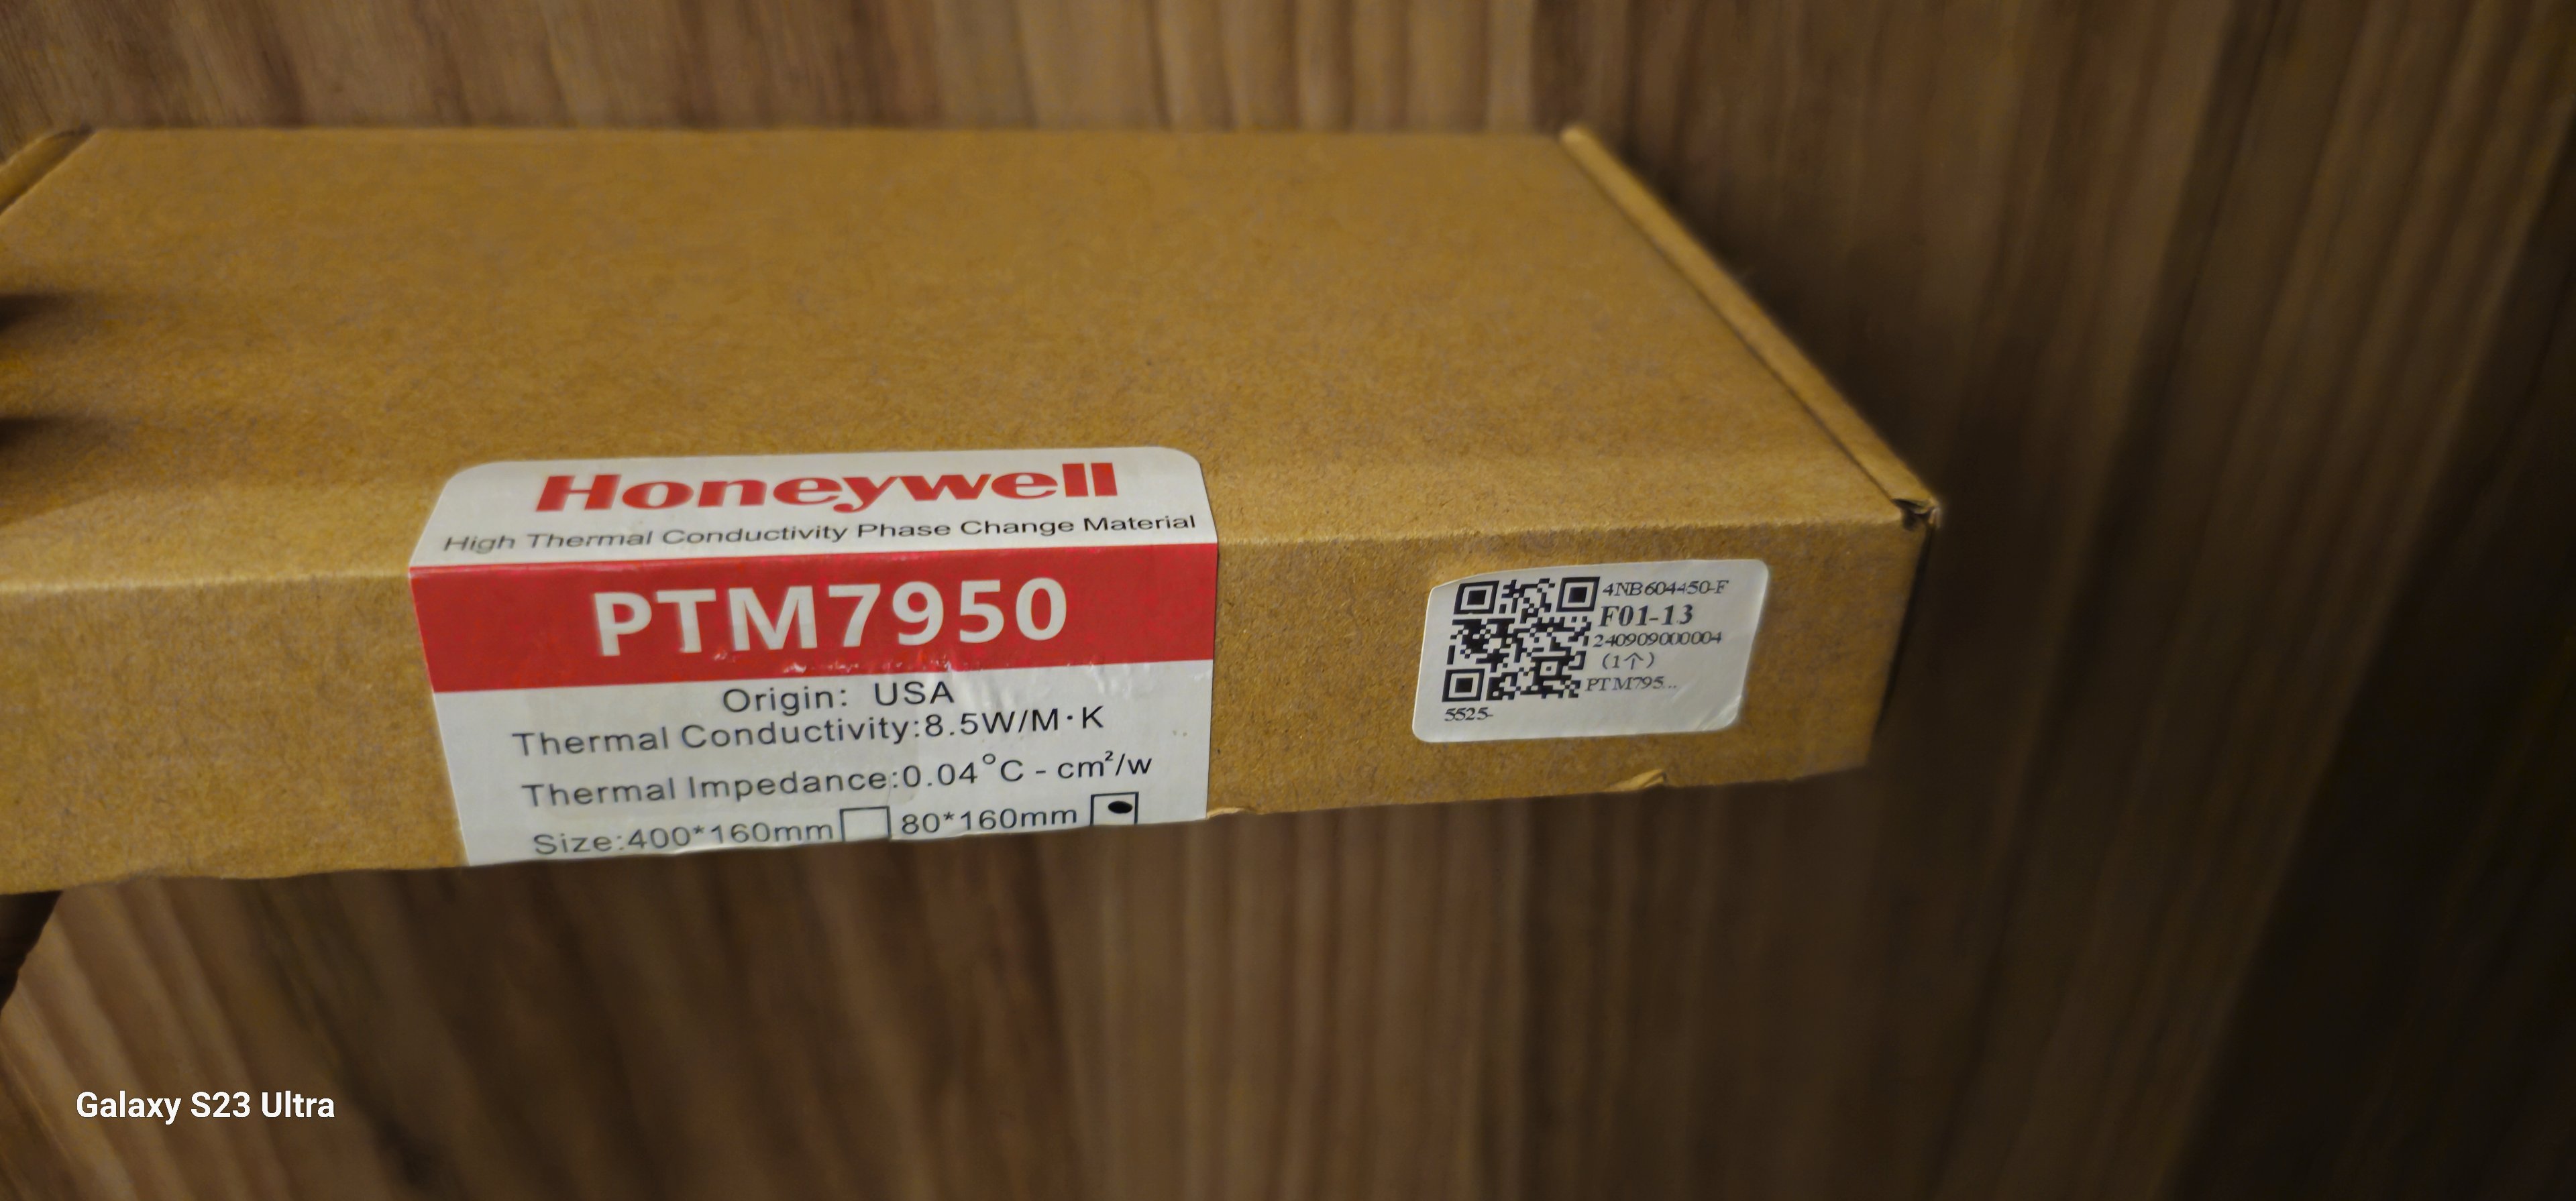 Honeywell
High Thermal Conductivity Phase Change Material
PTM7950
Origin: USA
Thermal Conductivity:8.5W/M·K
Thermal Impedance:0.04°C - cm²/w
Size:400*160mm 80*160mm
4NB604450-F
F01-13
240909000004
(1个)
PTM795...
5525-
Galaxy S23 Ultra